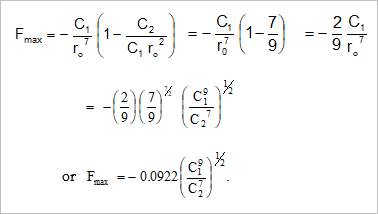 F_max = − C₁/r₀⁷ (1 − C₂/(C₁ r₀²)) = − C₁/r₀⁷ (1 − 7/9) = − 2/9 C₁/r₀⁷
= −(2/9)(7/9)^(7/2) (C₁⁹/C₂⁷)^(1/2)
or F_max = − 0.0922 (C₁⁹/C₂⁷)^(1/2).